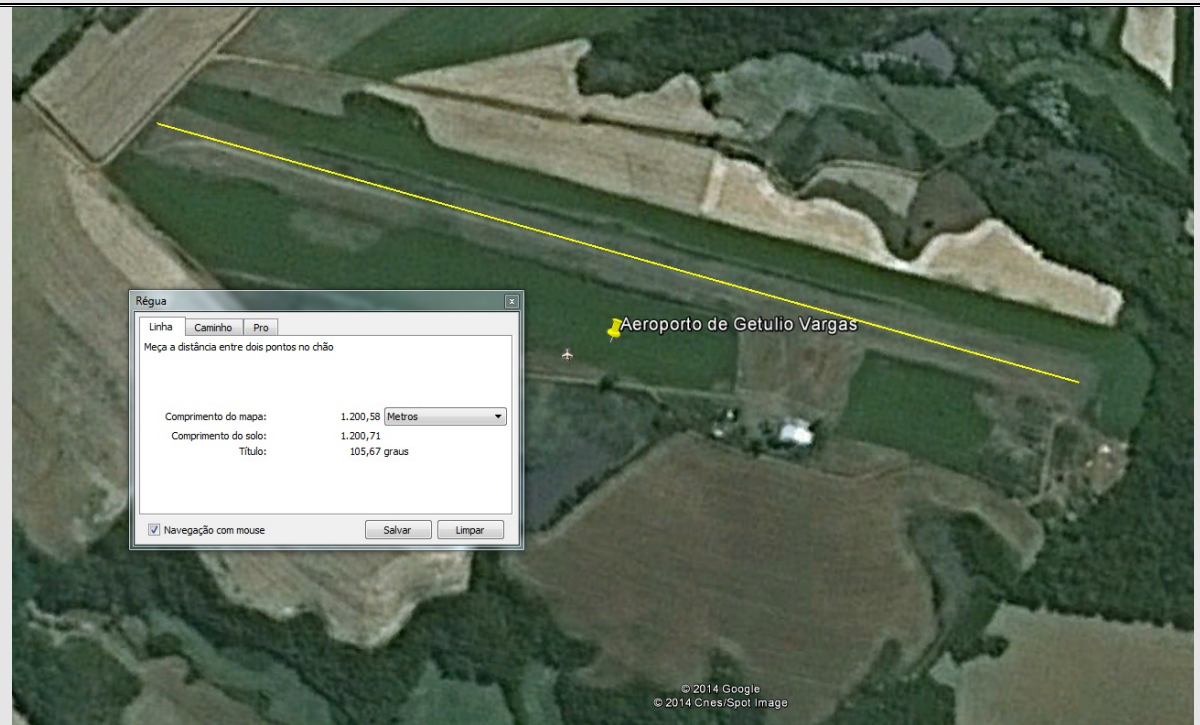 Régua
x
Linha Caminho Pro
Meça a distância entre dois pontos no chão
Comprimento do mapa: 1.200,58 Metros
Comprimento do solo: 1.200,71
Título: 105,67 graus
Navegação com mouse Salvar Limpar
Aeroporto de Getulio Vargas
© 2014 Google
© 2014 Cnes/Spot Image